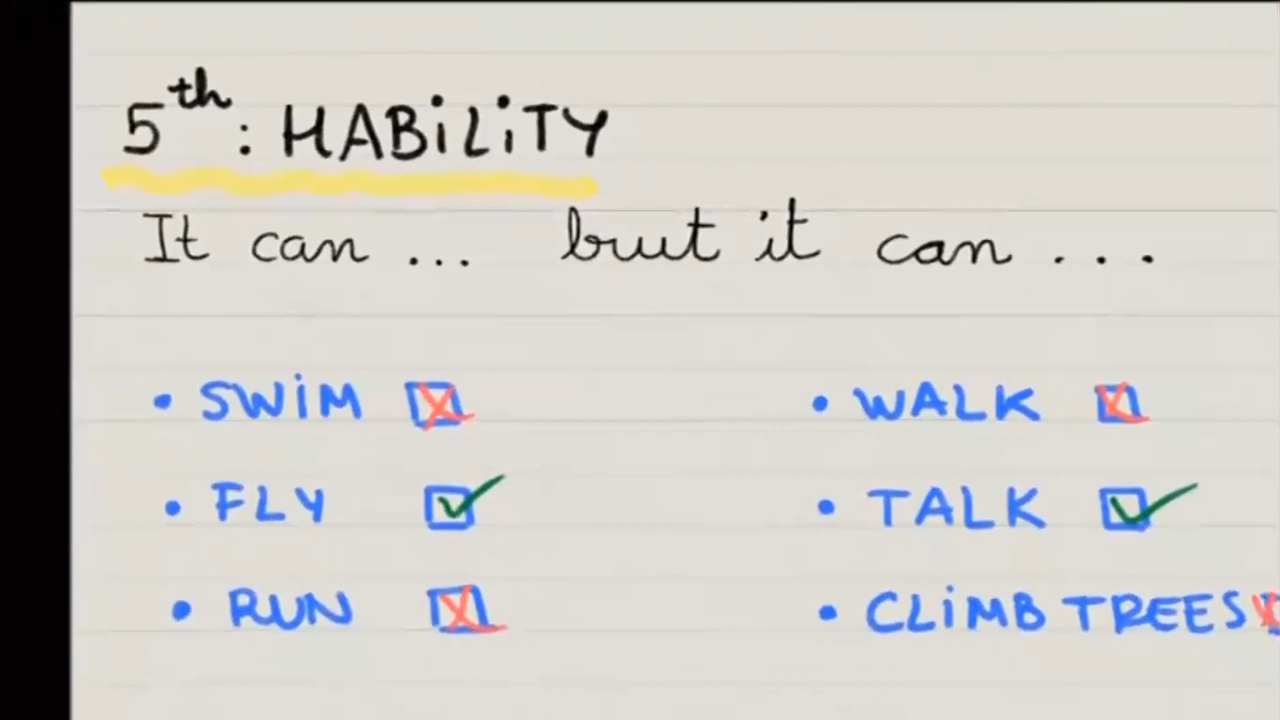 5th: HABiLiTY
It can ... but it can ...
• SWiM
• WALK
• FLY
• TALK
• RUN
• CLiMB TREES